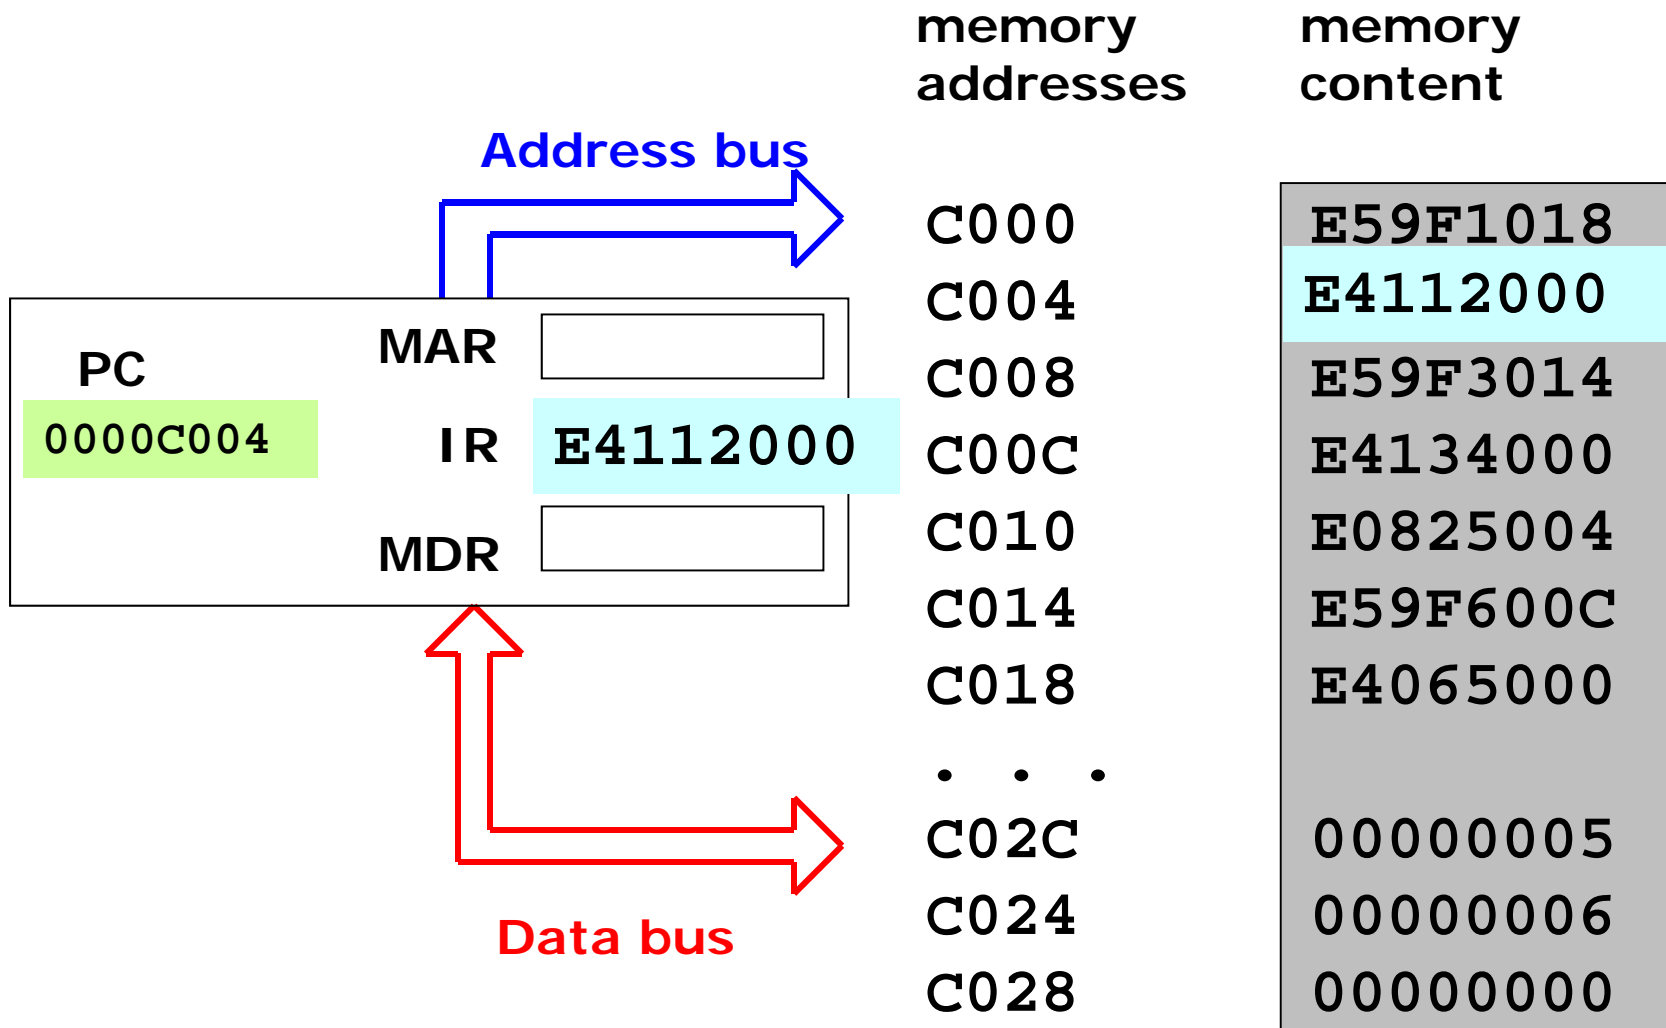 memory addresses
memory content
Address bus
PC
0000C004
MAR
IR E4112000
MDR
Data bus
C000 E59F1018
C004 E4112000
C008 E59F3014
C00C E4134000
C010 E0825004
C014 E59F600C
C018 E4065000
. . .
C02C 00000005
C024 00000006
C028 00000000